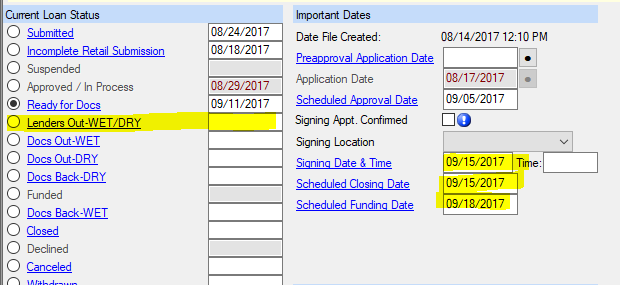 Current Loan Status
Submitted 08/24/2017
Incomplete Retail Submission 08/18/2017
Suspended
Approved / In Process 08/29/2017
Ready for Docs 09/11/2017
Lenders Out-WET/DRY
Docs Out-WET
Docs Out-DRY
Docs Back-DRY
Funded
Docs Back-WET
Closed
Declined
Canceled
Withdrawn
Important Dates
Date File Created: 08/14/2017 12:10 PM
Preapproval Application Date
Application Date 08/17/2017
Scheduled Approval Date 09/05/2017
Signing Appt. Confirmed
Signing Location
Signing Date & Time 09/15/2017 Time:
Scheduled Closing Date 09/15/2017
Scheduled Funding Date 09/18/2017